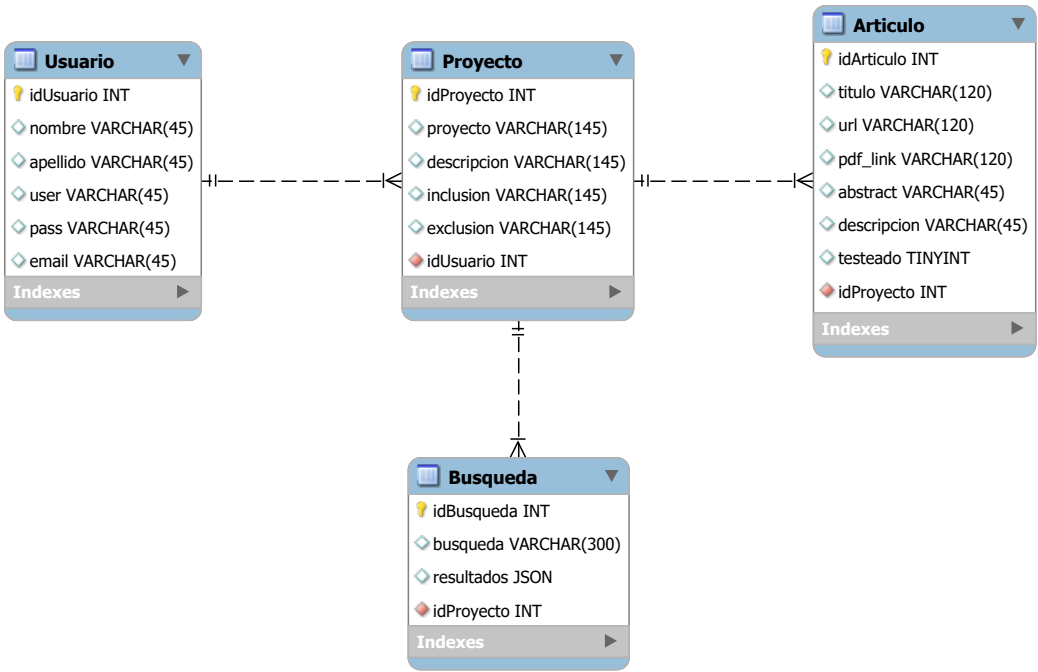 Usuario
idUsuario INT
nombre VARCHAR(45)
apellido VARCHAR(45)
user VARCHAR(45)
pass VARCHAR(45)
email VARCHAR(45)
Indexes
Proyecto
idProyecto INT
proyecto VARCHAR(145)
descripcion VARCHAR(145)
inclusion VARCHAR(145)
exclusion VARCHAR(145)
idUsuario INT
Indexes
Articulo
idArticulo INT
titulo VARCHAR(120)
url VARCHAR(120)
pdf_link VARCHAR(120)
abstract VARCHAR(45)
descripcion VARCHAR(45)
testeado TINYINT
idProyecto INT
Indexes
Busqueda
idBusqueda INT
busqueda VARCHAR(300)
resultados JSON
idProyecto INT
Indexes